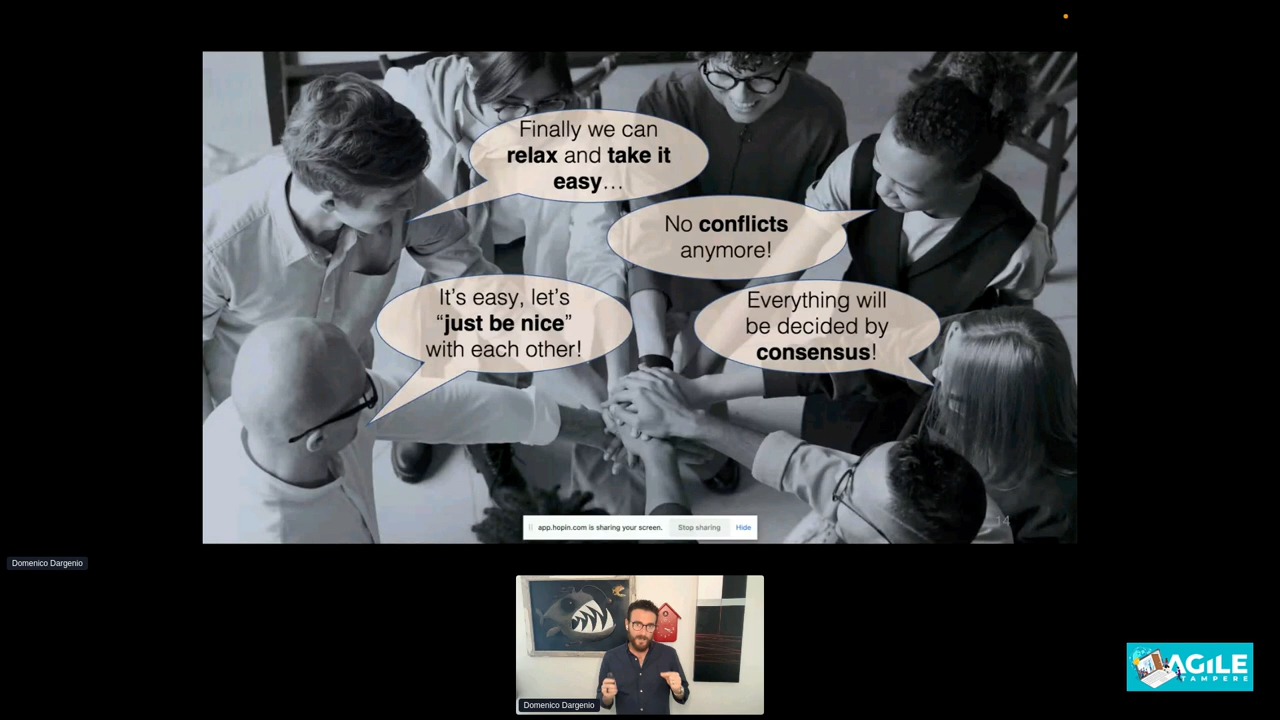 Finally we can
relax and take it
easy…
No conflicts
anymore!
It's easy, let's
“just be nice”
with each other!
Everything will
be decided by
consensus!
14
app.hopin.com is sharing your screen.
Stop sharing
Hide
Domenico Dargenio
Domenico Dargenio
AGILE
TAMPERE